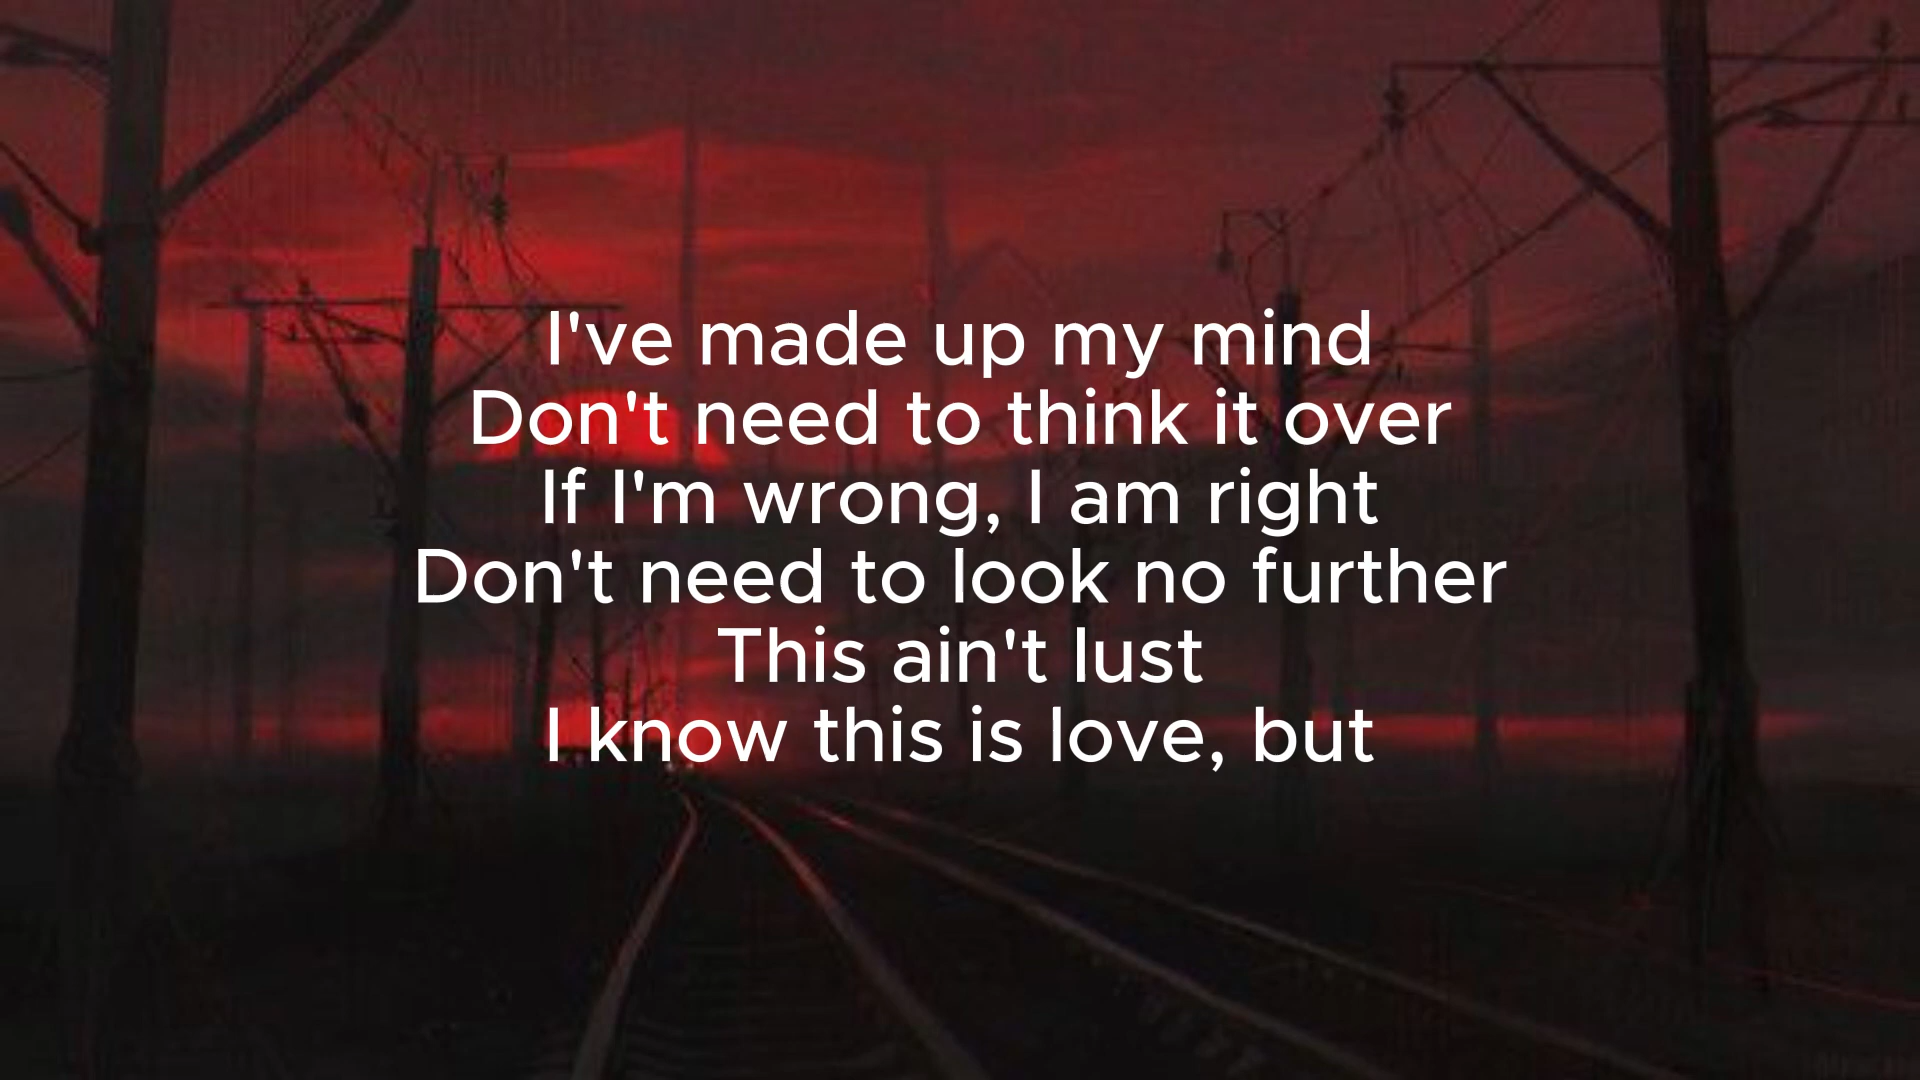 I've made up my mind
Don't need to think it over
If I'm wrong, I am right
Don't need to look no further
This ain't lust
I know this is love, but